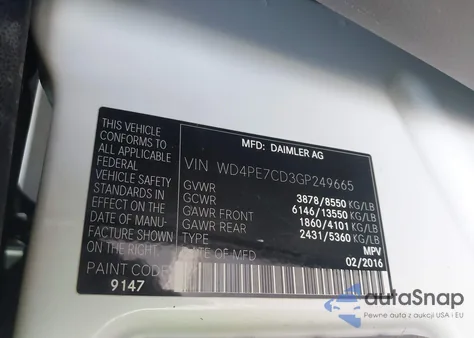 MFD: DAIMLER AG
VIN WD4PE7CD3GP249665
THIS VEHICLE
CONFORMS TO
ALL APPLICABLE
FEDERAL
SAFETY
STANDARDS IN
EFFECT ON THE
DATE OF MANU-
FACTURE SHOWN
ON THE RIGHT.
GVWR 3878/8550 KG/LB
GCWR 6146/13550 KG/LB
GAWR FRONT 1860/4101 KG/LB
GAWR REAR 2431/5360 KG/LB
TYPE MPV
DATE OF MFD 02/2016
PAINT CODE
9147
autoSnap
Pewne auta z aukcji USA i EU